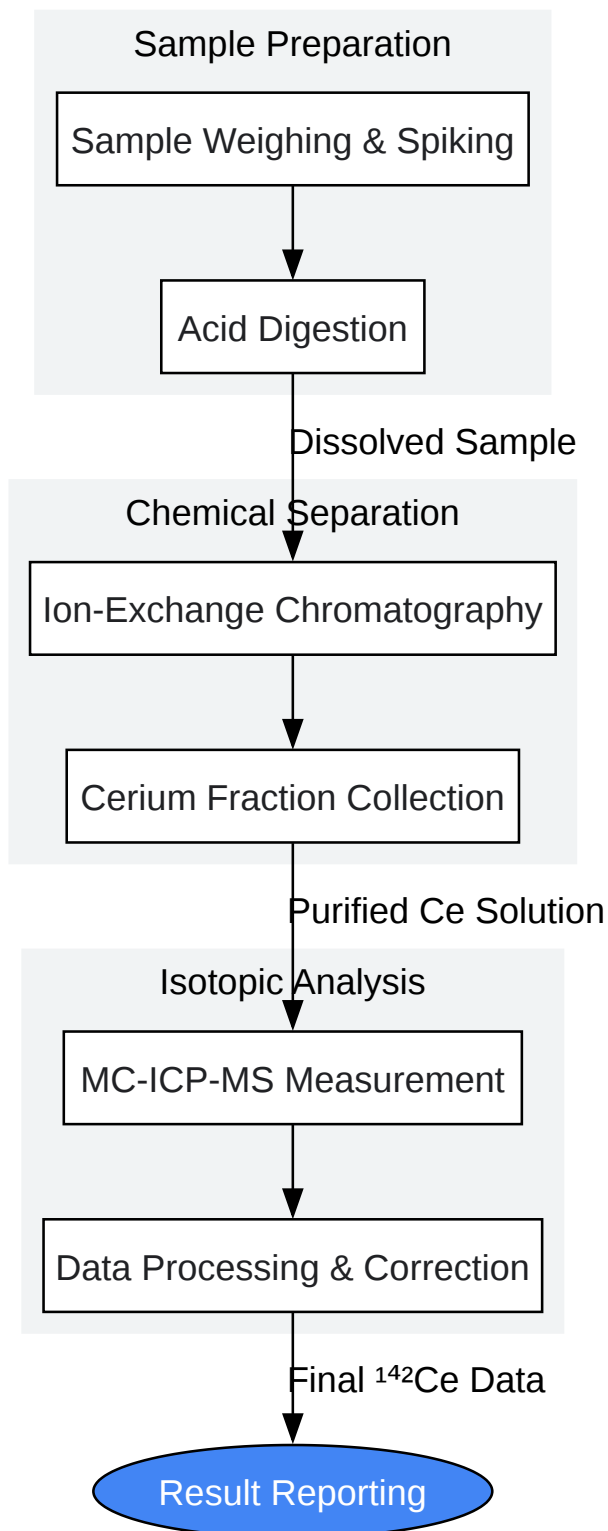 Sample Preparation
Sample Weighing & Spiking
Acid Digestion
Dissolved Sample
Chemical Separation
Ion-Exchange Chromatography
Cerium Fraction Collection
Purified Ce Solution
Isotopic Analysis
MC-ICP-MS Measurement
Data Processing & Correction
Final ¹⁴²Ce Data
Result Reporting